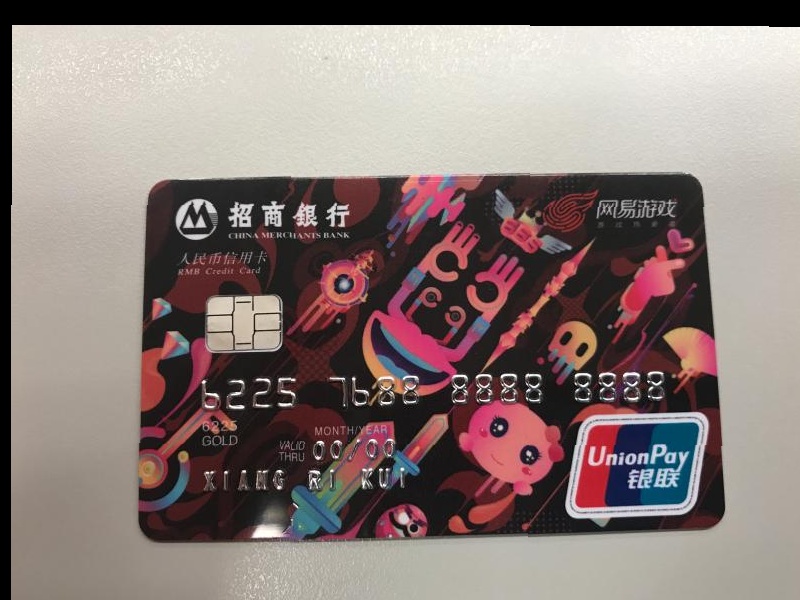 招商銀行
CHINA MERCHANTS BANK
人民币信用卡
RMB Credit Card
网易游戏
6225 7688 8888 8888
6225
GOLD
MONTH/YEAR
VALID
THRU
00/00
XIANG RI KUI
UnionPay
银联